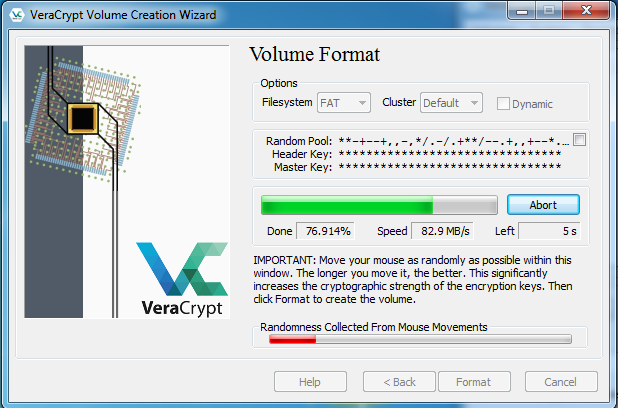 VeraCrypt Volume Creation Wizard
Volume Format
Options
Filesystem FAT Cluster Default Dynamic
Random Pool: **-+--++,,-,*/.-/.+**/--.+,,+--*....
Header Key: ********************************
Master Key: ********************************
Abort
Done 76.914% Speed 82.9 MB/s Left 5 s
IMPORTANT: Move your mouse as randomly as possible within this
window. The longer you move it, the better. This significantly
increases the cryptographic strength of the encryption keys. Then
click Format to create the volume.
Randomness Collected From Mouse Movements
VeraCrypt
Help < Back Format Cancel